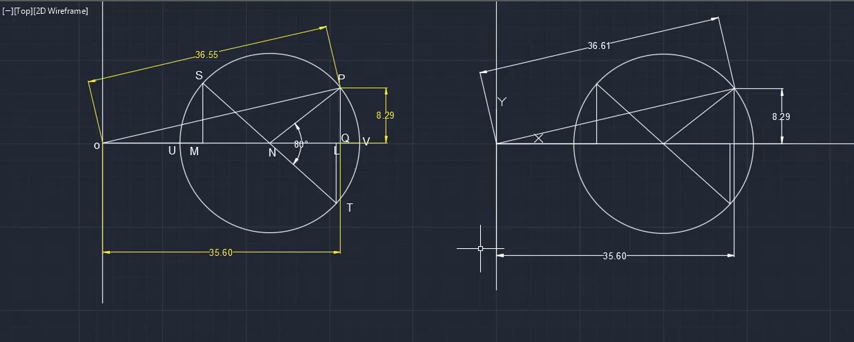 [−][Top][2D Wireframe]
36.55
S
P
8.29
o
U
M
N
80°
Q
L
V
T
35.60
36.61
Y
X
8.29
35.60